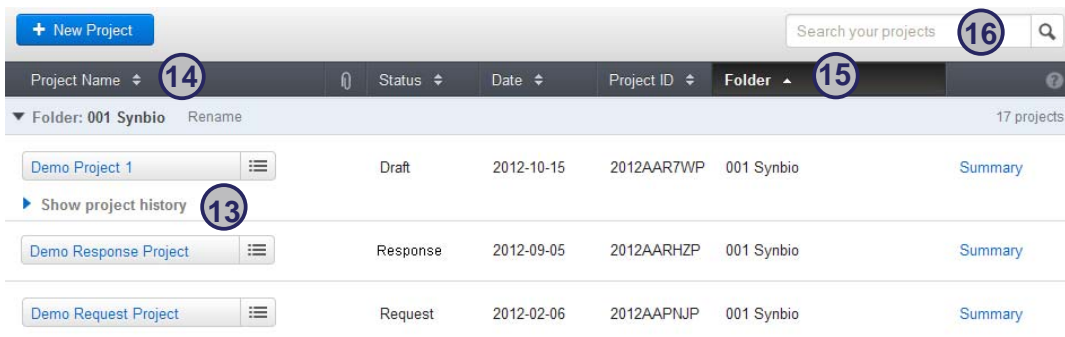 + New Project Search your projects 16
Project Name 14 Status Date Project ID Folder 15 ?
Folder: 001 Synbio Rename 17 projects
Demo Project 1 Draft 2012-10-15 2012AAR7WP 001 Synbio Summary
Show project history 13
Demo Response Project Response 2012-09-05 2012AARHZP 001 Synbio Summary
Demo Request Project Request 2012-02-06 2012AAPNJP 001 Synbio Summary